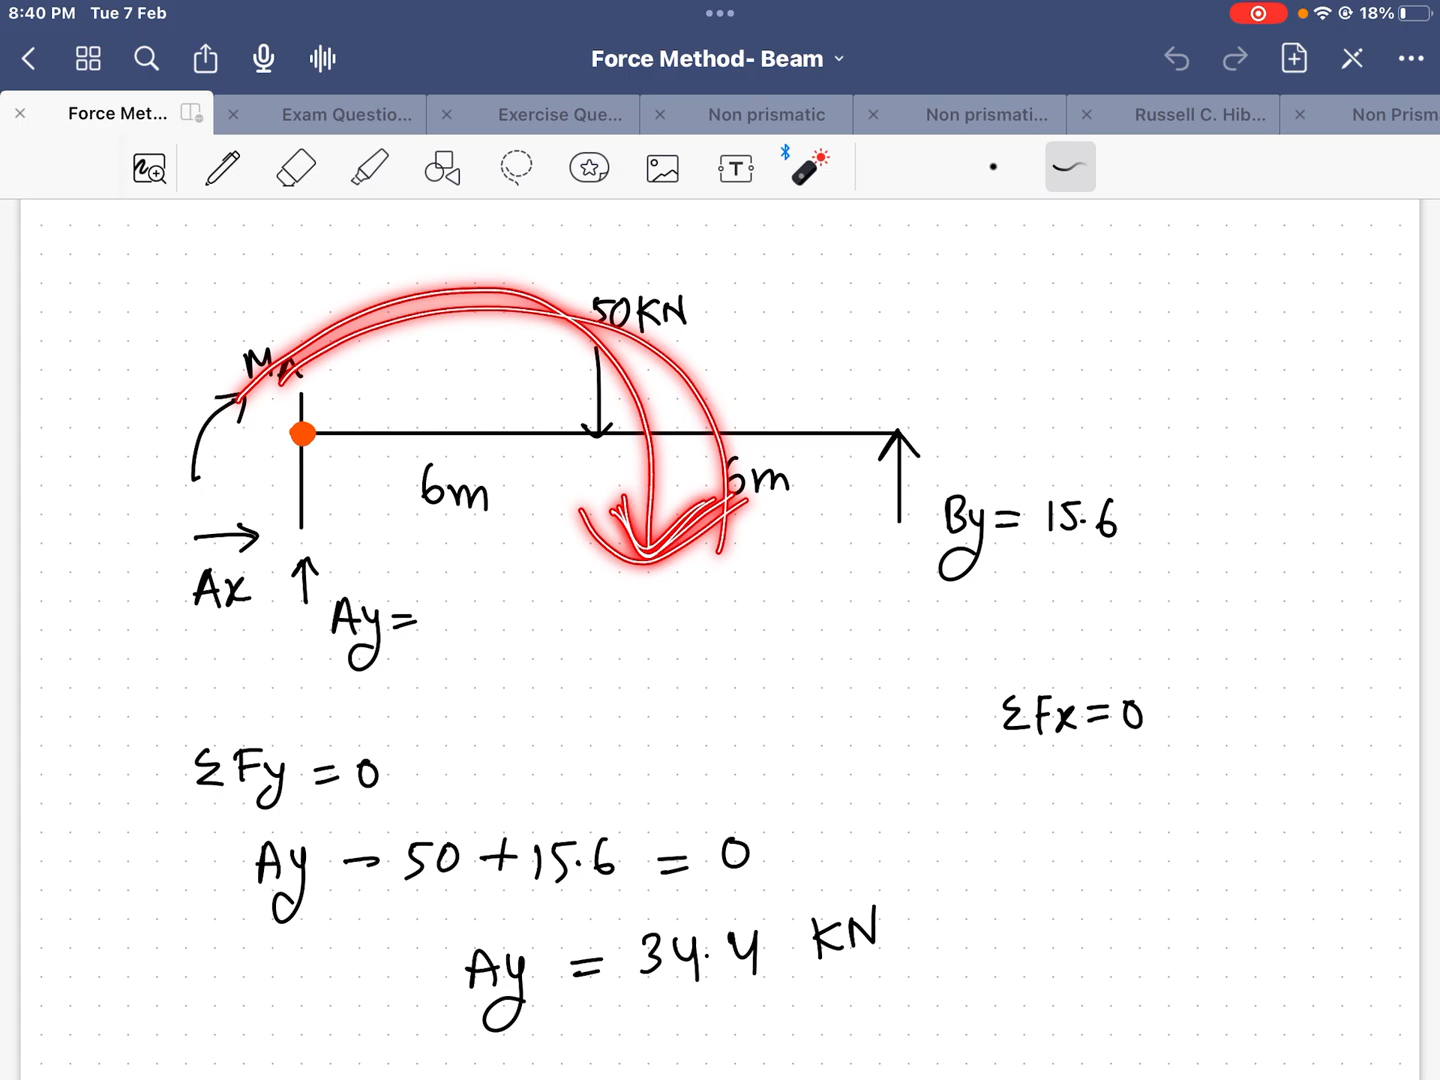 8:40 PM Tue 7 Feb
18%
Force Method- Beam
Force Met...
Exam Questio...
Exercise Que...
Non prismatic
Non prismati...
Russell C. Hib...
Non Prism
T
50KN
MA
6m
6m
By = 15.6
Ax
Ay =
ΣFx = 0
ΣFy = 0
Ay - 50 + 15.6 = 0
Ay = 34.4 KN